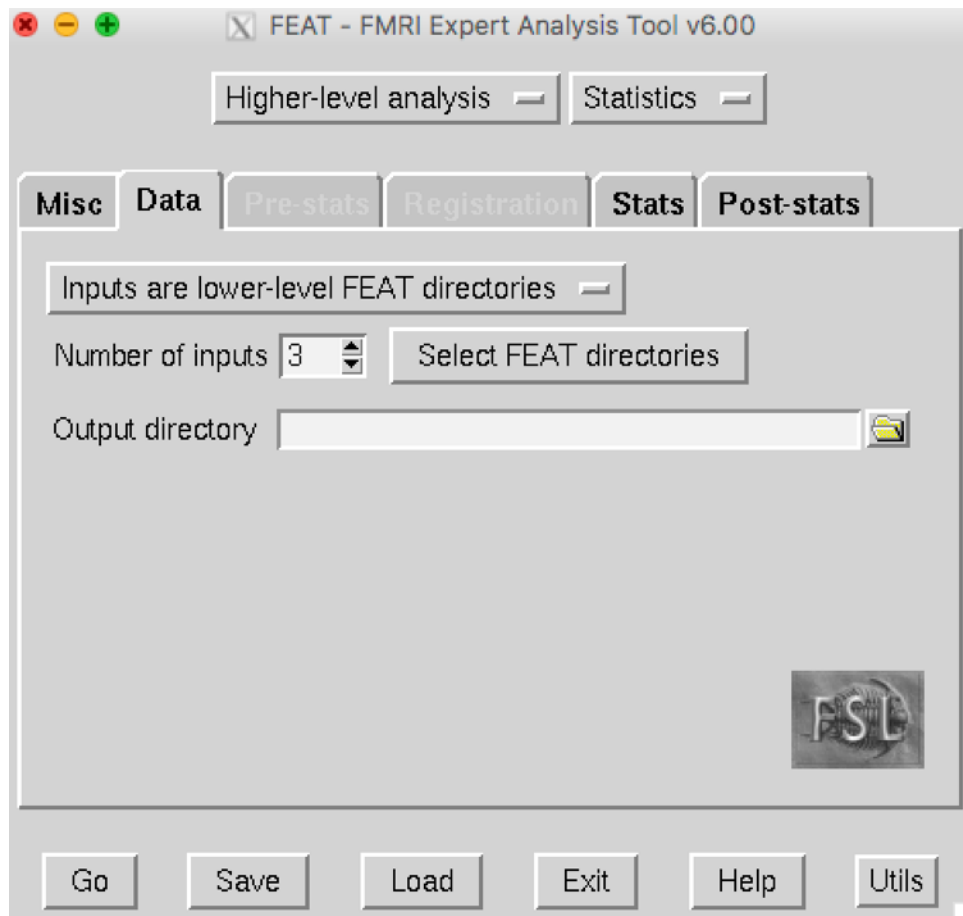 FEAT - FMRI Expert Analysis Tool v6.00
Higher-level analysis Statistics
Misc Data Pre-stats Registration Stats Post-stats
Inputs are lower-level FEAT directories
Number of inputs 3 Select FEAT directories
Output directory
FSL
Go Save Load Exit Help Utils